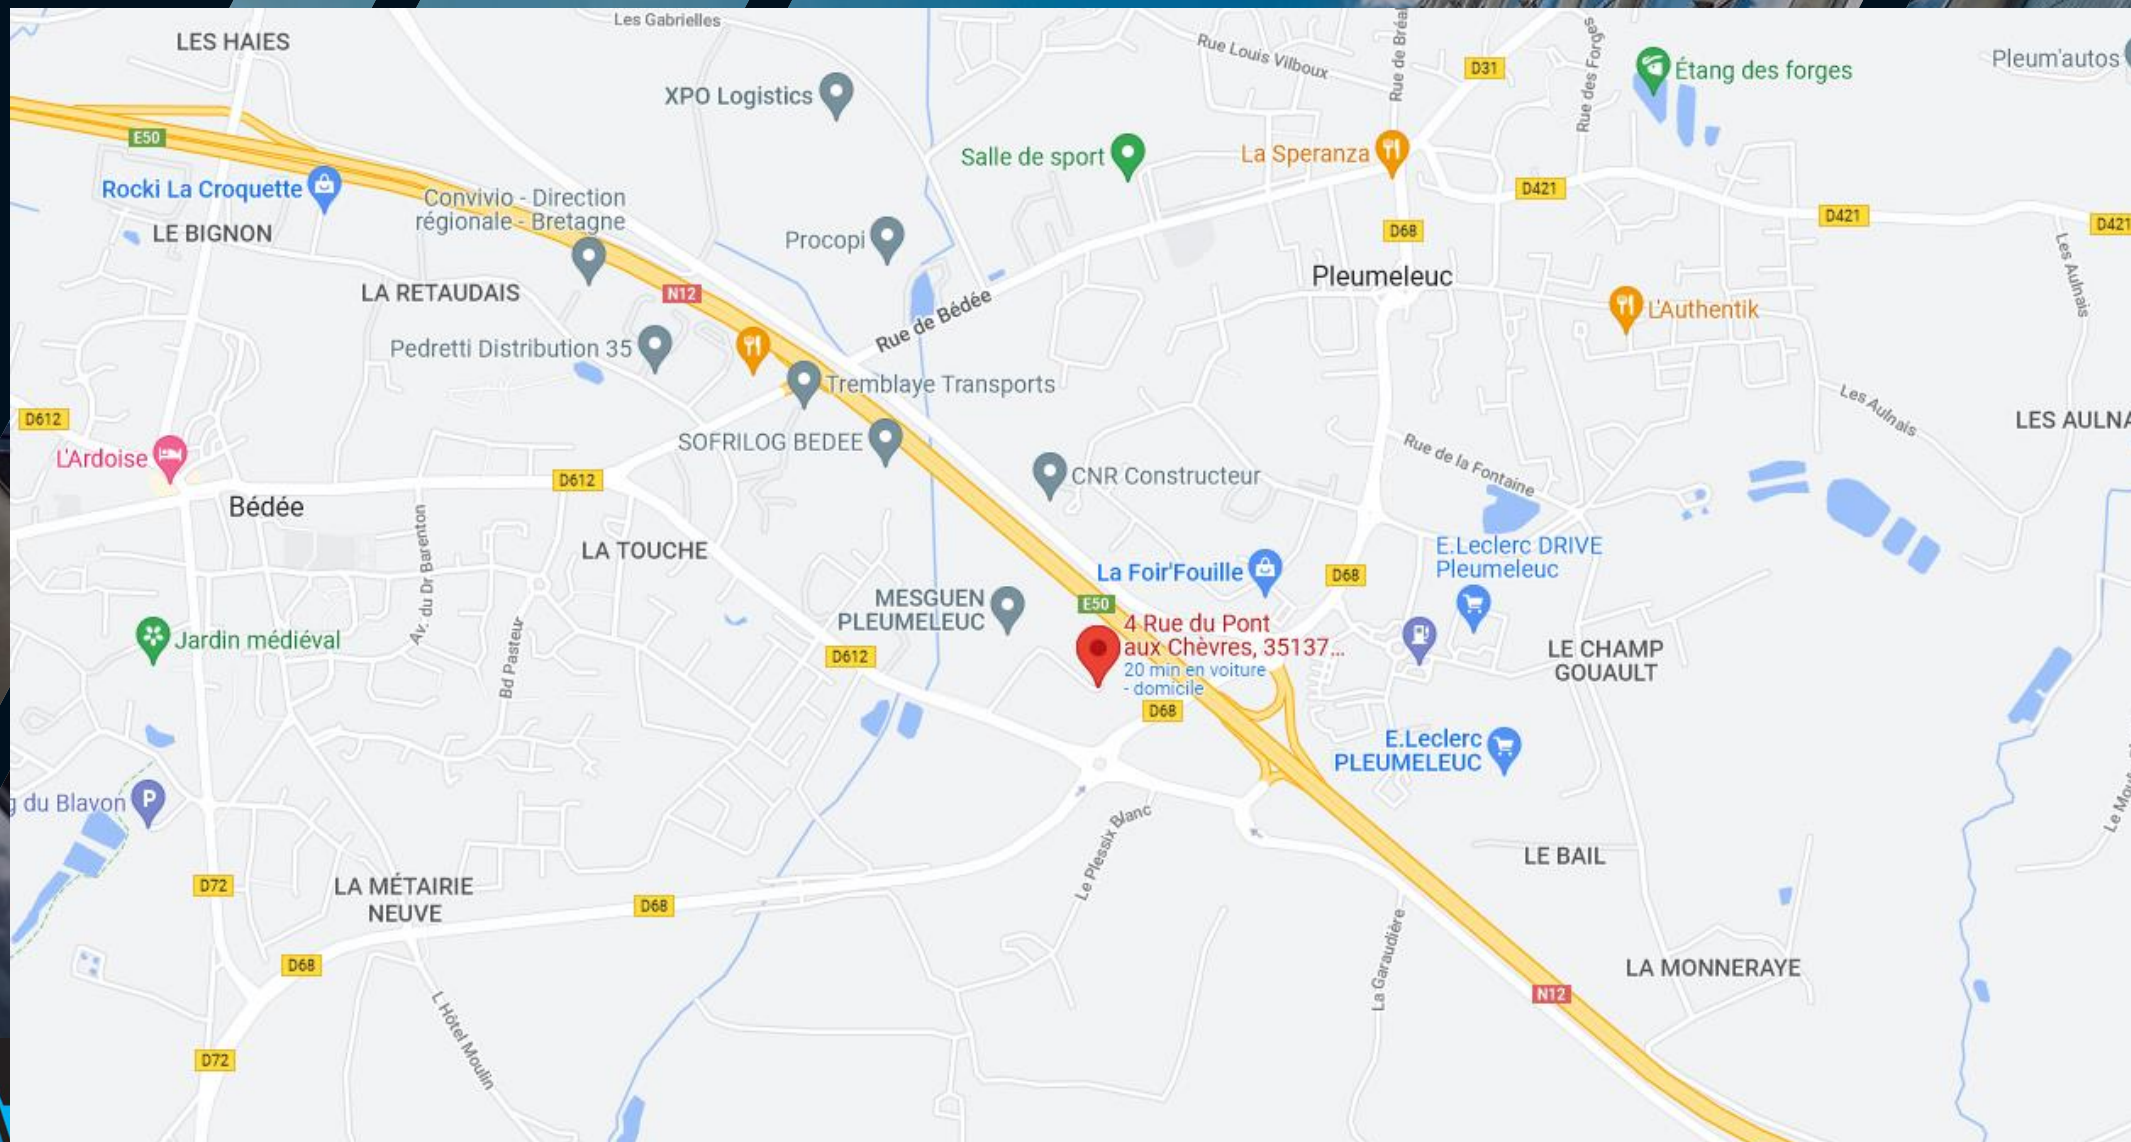 Les Gabrielles
LES HAIES
Rue Louis Vilboux
Rue de Bréal
D31
Rue des Forges
Étang des forges
Pleum'autos
XPO Logistics
E50
Salle de sport
La Speranza
Rocki La Croquette
Convivio - Direction
régionale - Bretagne
D421
D421
D421
LE BIGNON
Procopi
D68
Les Aulnais
Pleumeleuc
LA RETAUDAIS
N12
L'Authentik
Rue de Bédée
Pedretti Distribution 35
Tremblaye Transports
Les Aulnais
D612
LES AULNA
SOFRILOG BEDEE
L'Ardoise
Rue de la Fontaine
D612
CNR Constructeur
Bédée
Av. du Dr Barenton
LA TOUCHE
E.Leclerc DRIVE
Pleumeleuc
La Foir'Fouille
D68
MESGUEN
PLEUMELEUC
E50
4 Rue du Pont
aux Chèvres, 35137...
20 min en voiture
- domicile
Jardin médiéval
Bd Pasteur
D612
LE CHAMP
GOUAULT
D68
E.Leclerc
PLEUMELEUC
g du Blavon
P
Le Plessix Blanc
LE BAIL
D72
LA MÉTAIRIE
NEUVE
D68
La Garaudière
D68
LA MONNERAYE
N12
L Hôtel Moulin
D72